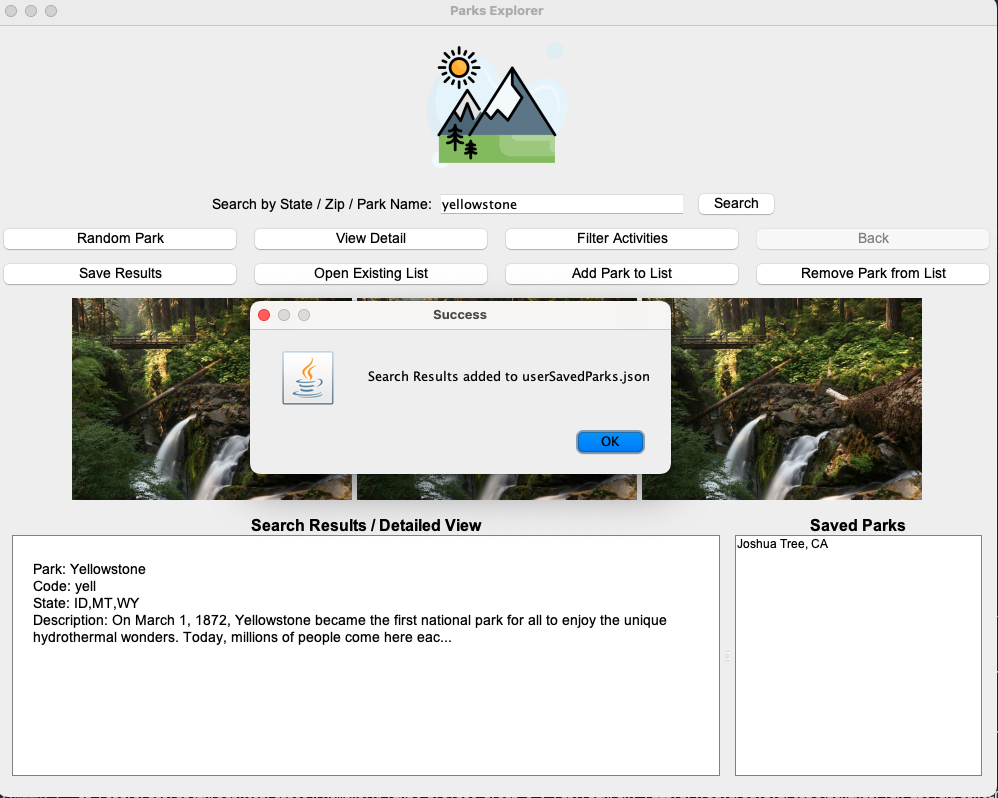 Parks Explorer
Search by State / Zip / Park Name: yellowstone Search
Random Park View Detail Filter Activities Back
Save Results Open Existing List Add Park to List Remove Park from List
Success
Search Results added to userSavedParks.json
OK
Search Results / Detailed View Saved Parks
Park: Yellowstone
Code: yell
State: ID,MT,WY
Description: On March 1, 1872, Yellowstone became the first national park for all to enjoy the unique
hydrothermal wonders. Today, millions of people come here eac...
Joshua Tree, CA